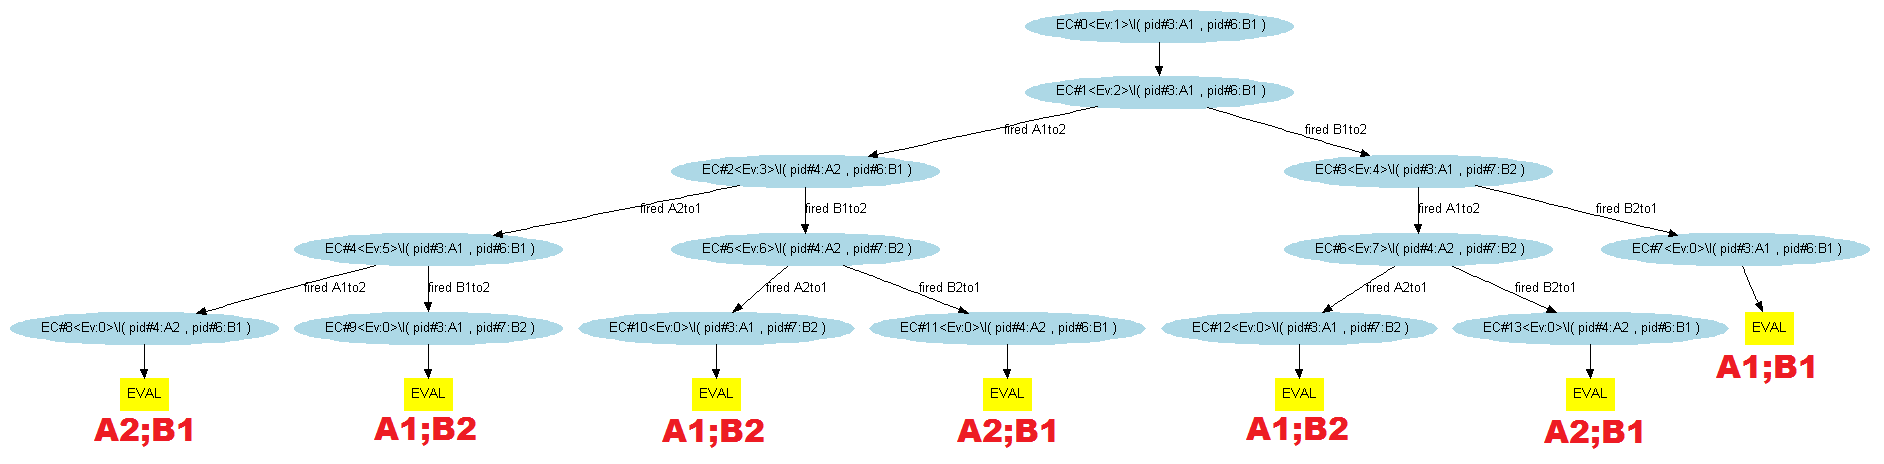 EC#0<Ev:1>\I( pid#3:A1 , pid#6:B1 )
EC#1<Ev:2>\I( pid#3:A1 , pid#6:B1 )
fired A1to2
fired B1to2
EC#2<Ev:3>\I( pid#4:A2 , pid#6:B1 )
EC#3<Ev:4>\I( pid#3:A1 , pid#7:B2 )
fired A2to1
fired B1to2
fired A1to2
fired B2to1
EC#4<Ev:5>\I( pid#3:A1 , pid#6:B1 )
EC#5<Ev:6>\I( pid#4:A2 , pid#7:B2 )
EC#6<Ev:7>\I( pid#4:A2 , pid#7:B2 )
EC#7<Ev:0>\I( pid#3:A1 , pid#6:B1 )
fired A1to2
fired B1to2
fired A2to1
fired B2to1
fired A2to1
fired B2to1
EC#8<Ev:0>\I( pid#4:A2 , pid#6:B1 )
EC#9<Ev:0>\I( pid#3:A1 , pid#7:B2 )
EC#10<Ev:0>\I( pid#3:A1 , pid#7:B2 )
EC#11<Ev:0>\I( pid#4:A2 , pid#6:B1 )
EC#12<Ev:0>\I( pid#3:A1 , pid#7:B2 )
EC#13<Ev:0>\I( pid#4:A2 , pid#6:B1 )
EVAL
A1;B1
EVAL
EVAL
EVAL
EVAL
EVAL
EVAL
A2;B1
A1;B2
A1;B2
A2;B1
A1;B2
A2;B1